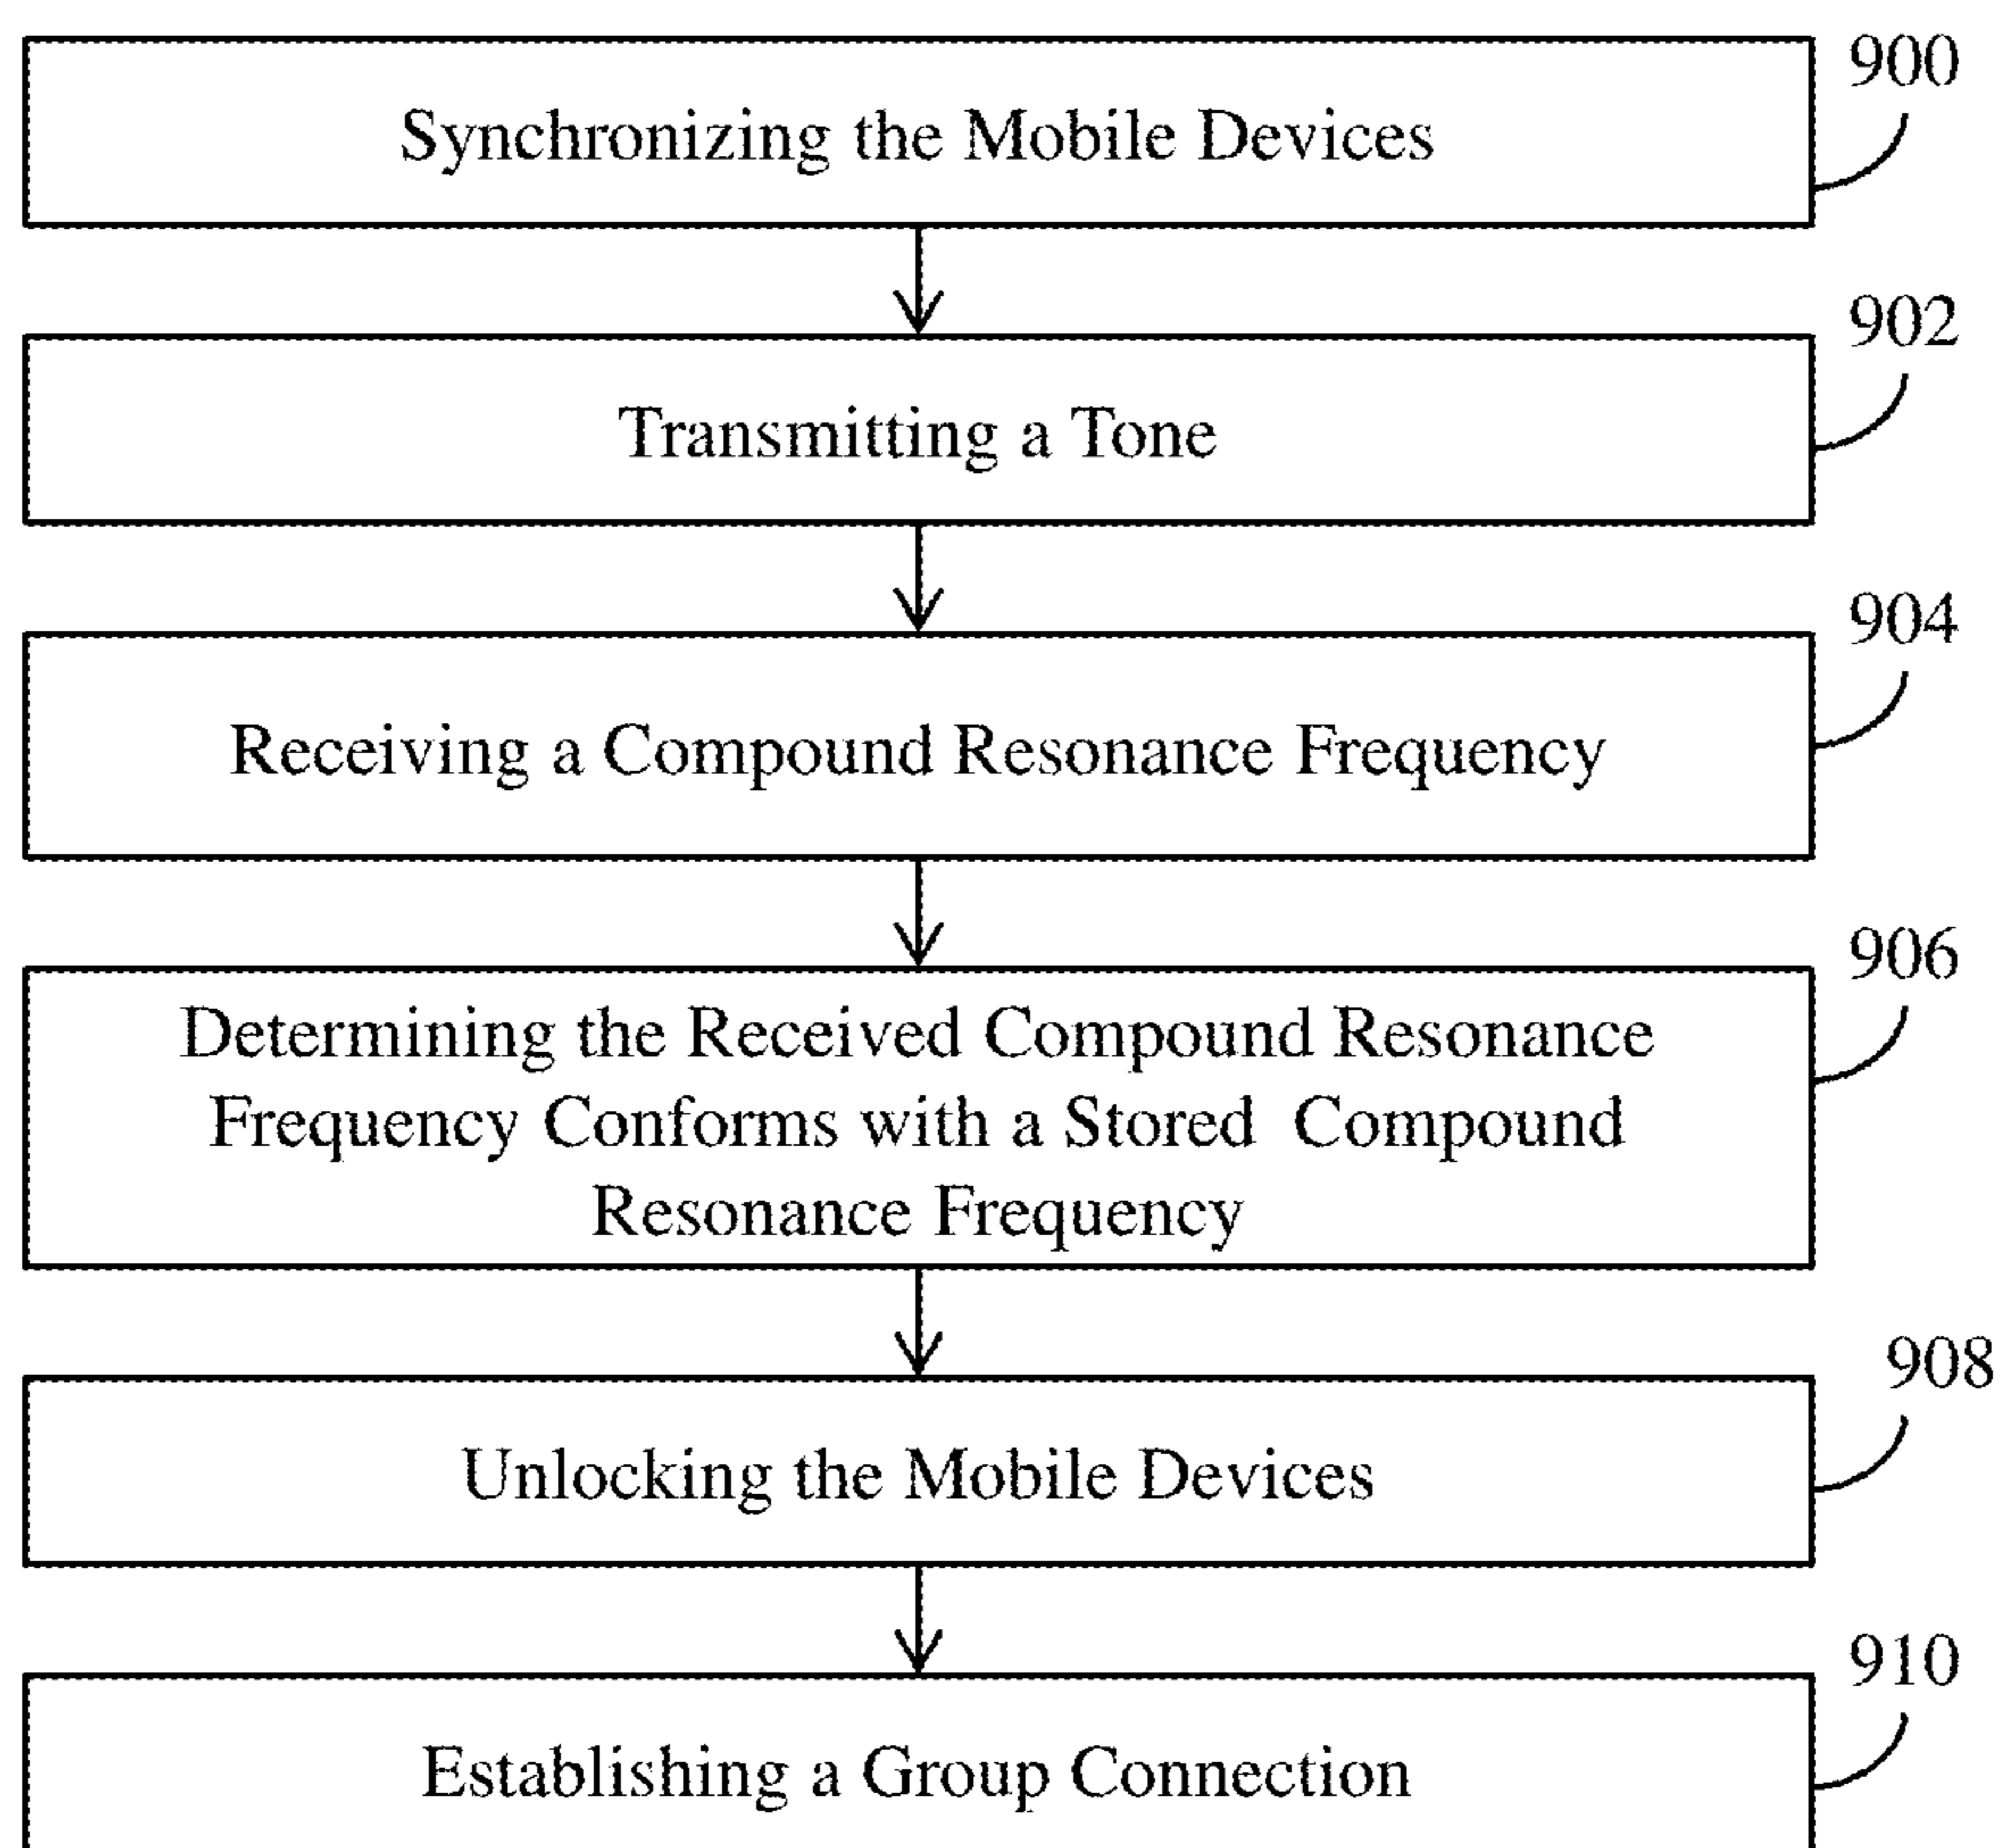 900
Synchronizing the Mobile Devices
902
Transmitting a Tone
904
Receiving a Compound Resonance Frequency
906
Determining the Received Compound Resonance
Frequency Conforms with a Stored Compound
Resonance Frequency
908
Unlocking the Mobile Devices
910
Establishing a Group Connection